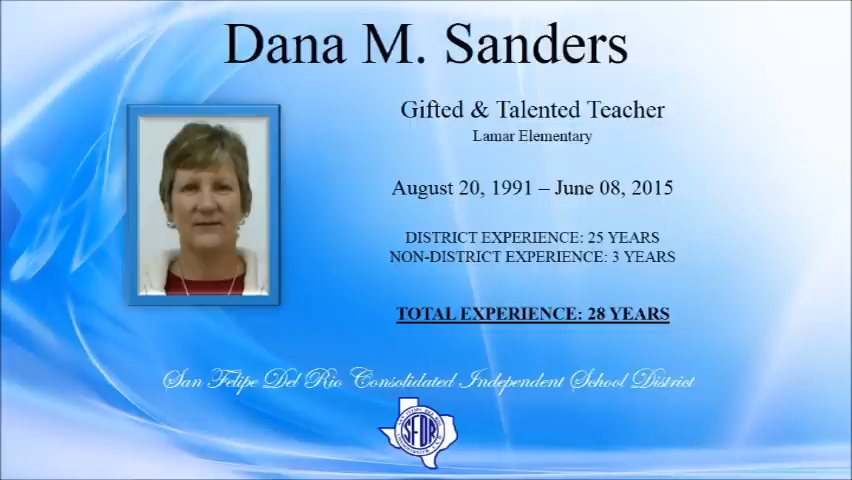 Dana M. Sanders
Gifted & Talented Teacher
Lamar Elementary
August 20, 1991 – June 08, 2015
DISTRICT EXPERIENCE: 25 YEARS
NON-DISTRICT EXPERIENCE: 3 YEARS
TOTAL EXPERIENCE: 28 YEARS
San Felipe Del Rio Consolidated Independent School District
SFDR